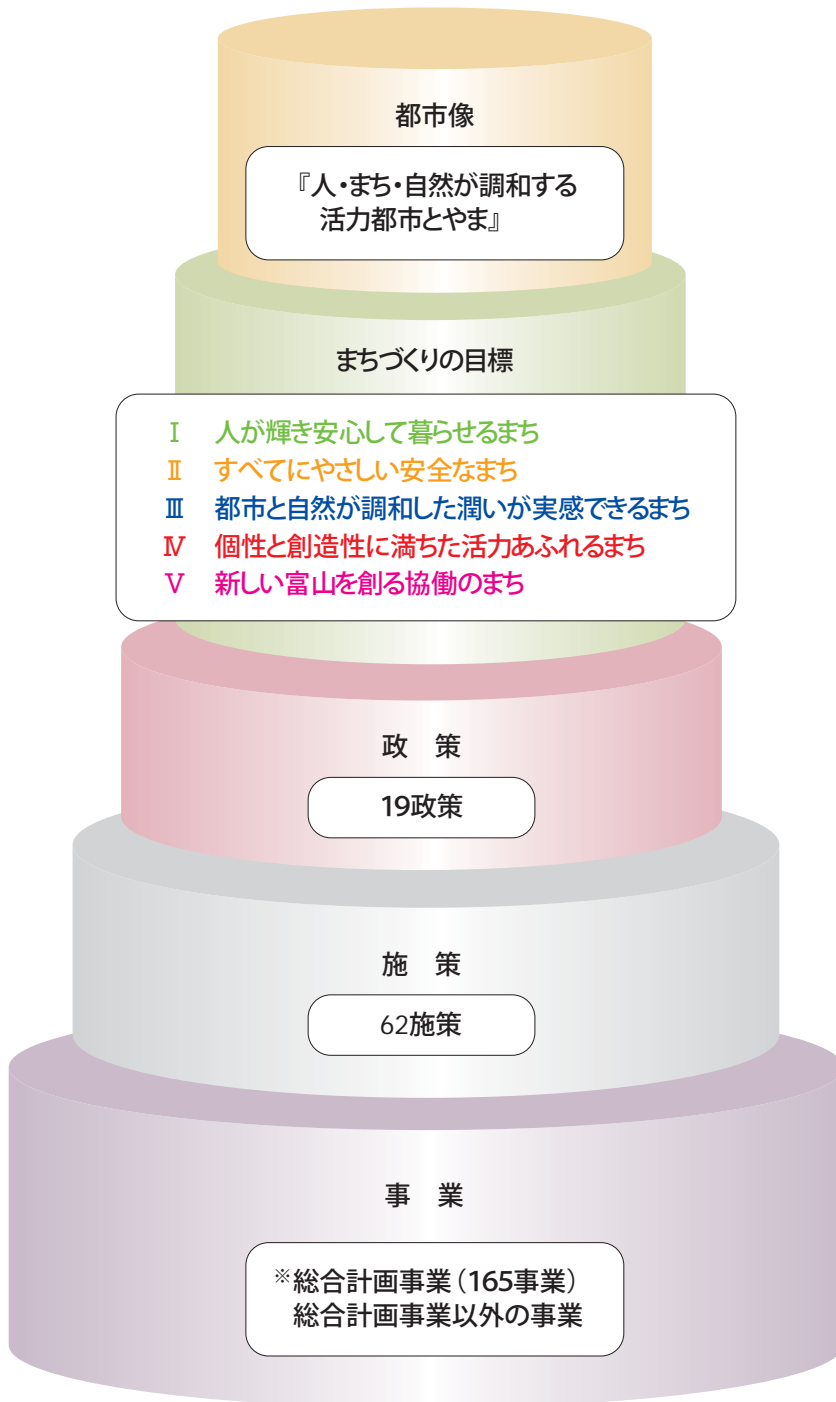 都市像
『人・まち・自然が調和する
活力都市とやま』
まちづくりの目標
Ⅰ 人が輝き安心して暮らせるまち
Ⅱ すべてにやさしい安全なまち
Ⅲ 都市と自然が調和した潤いが実感できるまち
Ⅳ 個性と創造性に満ちた活力あふれるまち
Ⅴ 新しい富山を創る協働のまち
政　策
19政策
施　策
62施策
事　業
※総合計画事業（165事業）
総合計画事業以外の事業